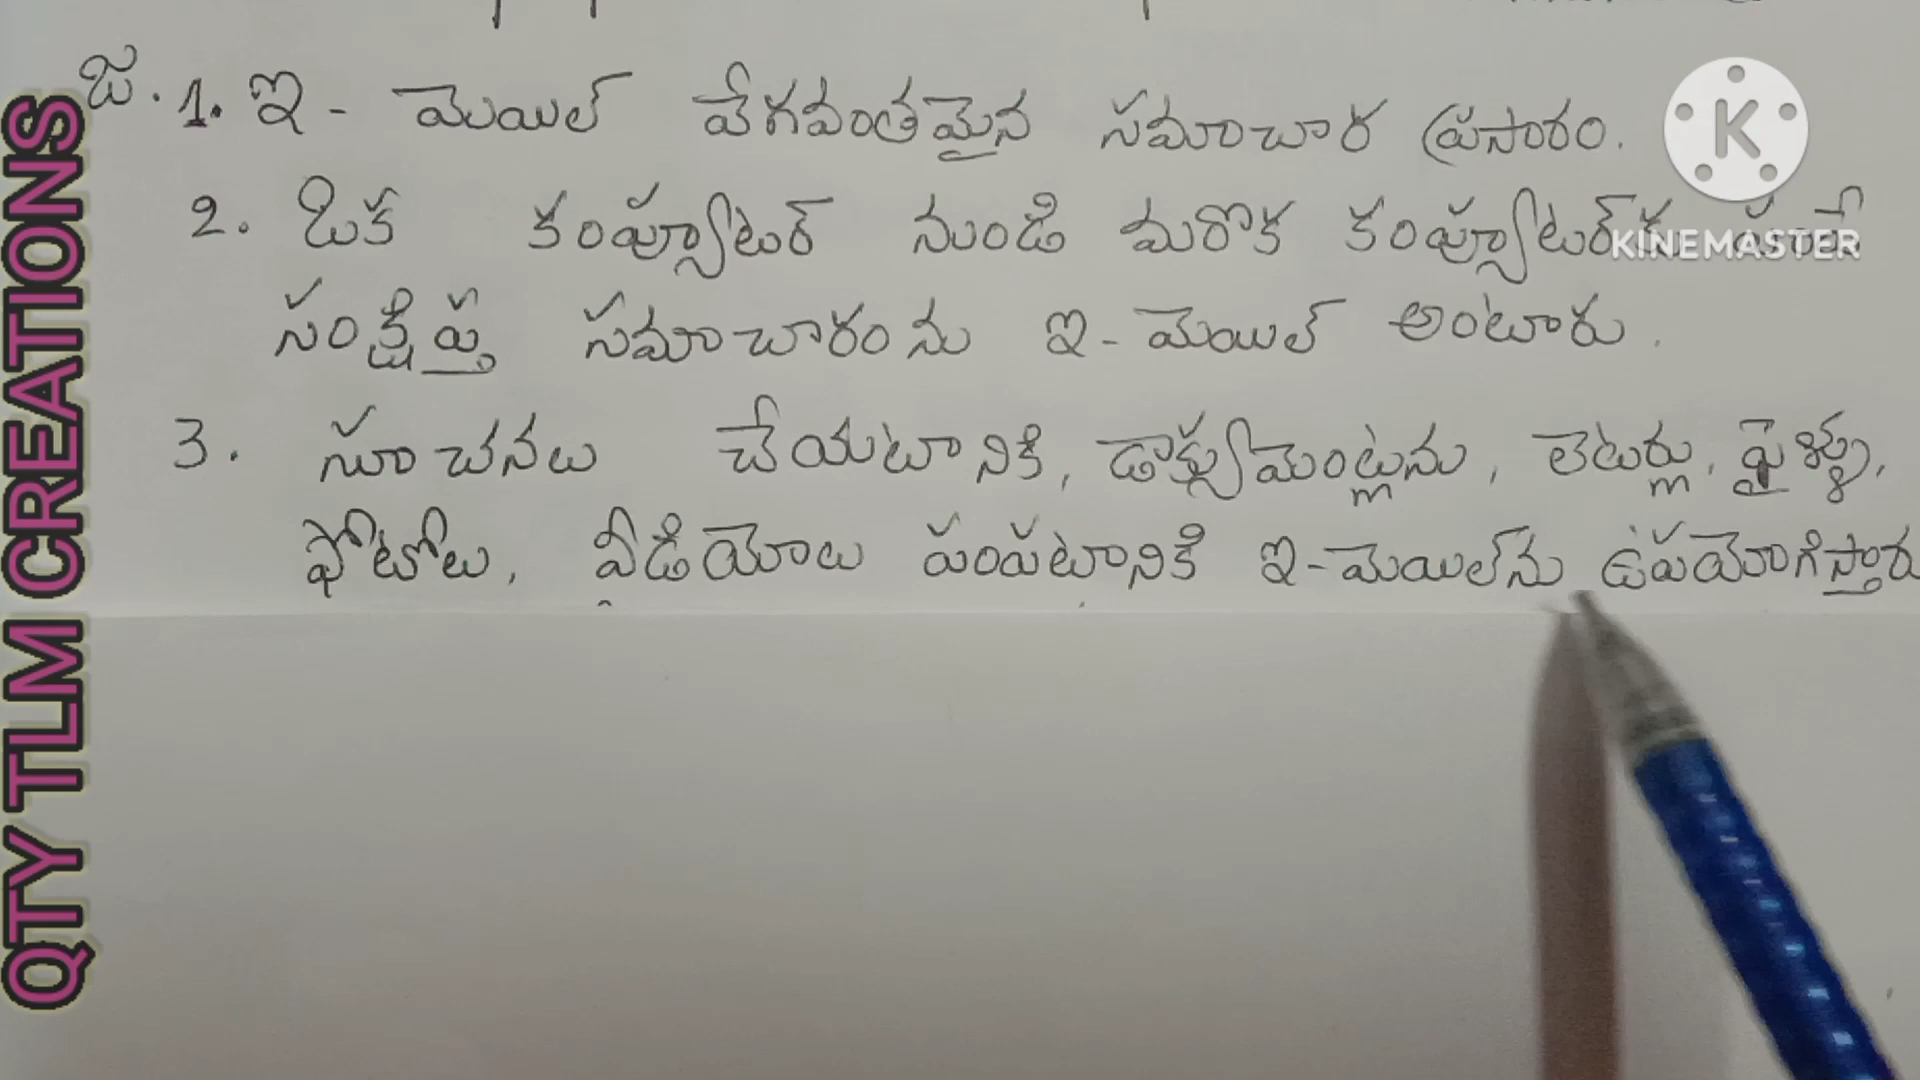 జ. 1. ఇ - మెయిల్ వేగవంతమైన సమాచార ప్రసారం.
2. ఒక కంప్యూటర్ నుండి మరొక కంప్యూటర్‌కు పంపే
సంక్షిప్త సమాచారంను ఇ - మెయిల్ అంటారు.
3. సూచనలు చేయటానికి, డాక్యుమెంట్లను, లెటర్లు, ఫైళ్ళు,
ఫోటోలు, వీడియోలు పంపటానికి ఇ-మెయిల్‌ను ఉపయోగిస్తారు
QTY TLM CREATIONS
K
KINEMASTER